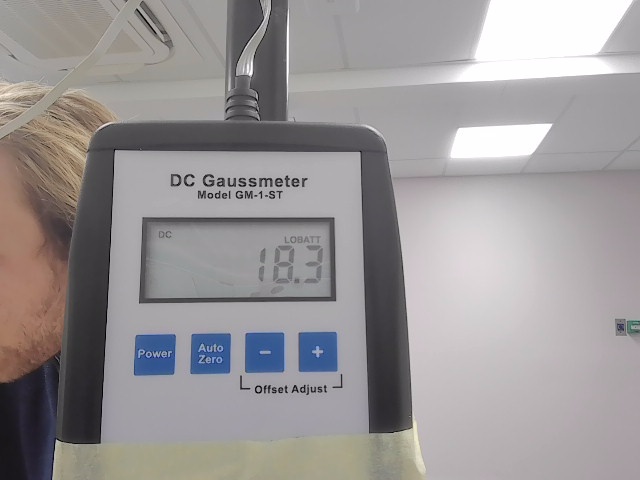 DC Gaussmeter
Model GM-1-ST
DC
LOBATT
18.3
Power
Auto
Zero
-
+
Offset Adjust